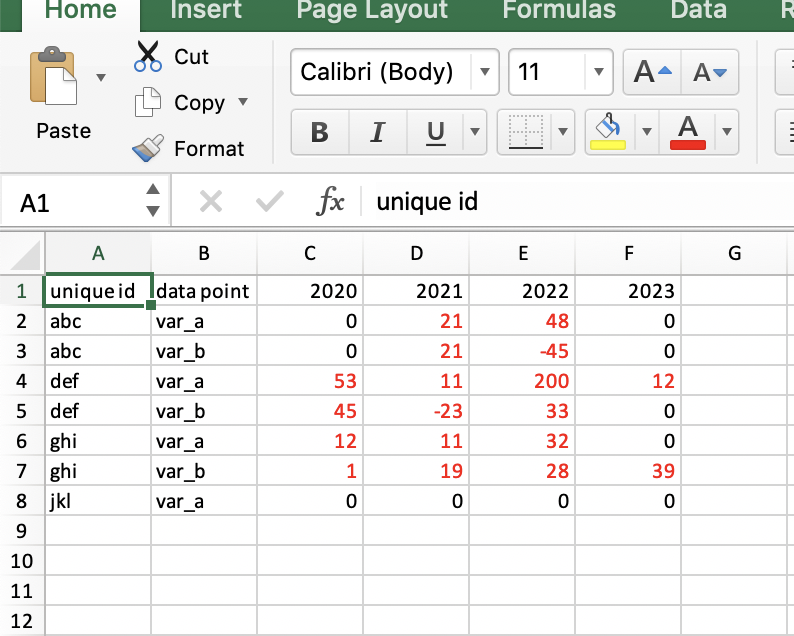 Home Insert Page Layout Formulas Data
Cut
Calibri (Body) 11 A A
Copy
Paste B I U A
Format
A1 fx unique id
A B C D E F G
1 unique id data point 2020 2021 2022 2023
2 abc var_a 0 21 48 0
3 abc var_b 0 21 -45 0
4 def var_a 53 11 200 12
5 def var_b 45 -23 33 0
6 ghi var_a 12 11 32 0
7 ghi var_b 1 19 28 39
8 jkl var_a 0 0 0 0
9
10
11
12